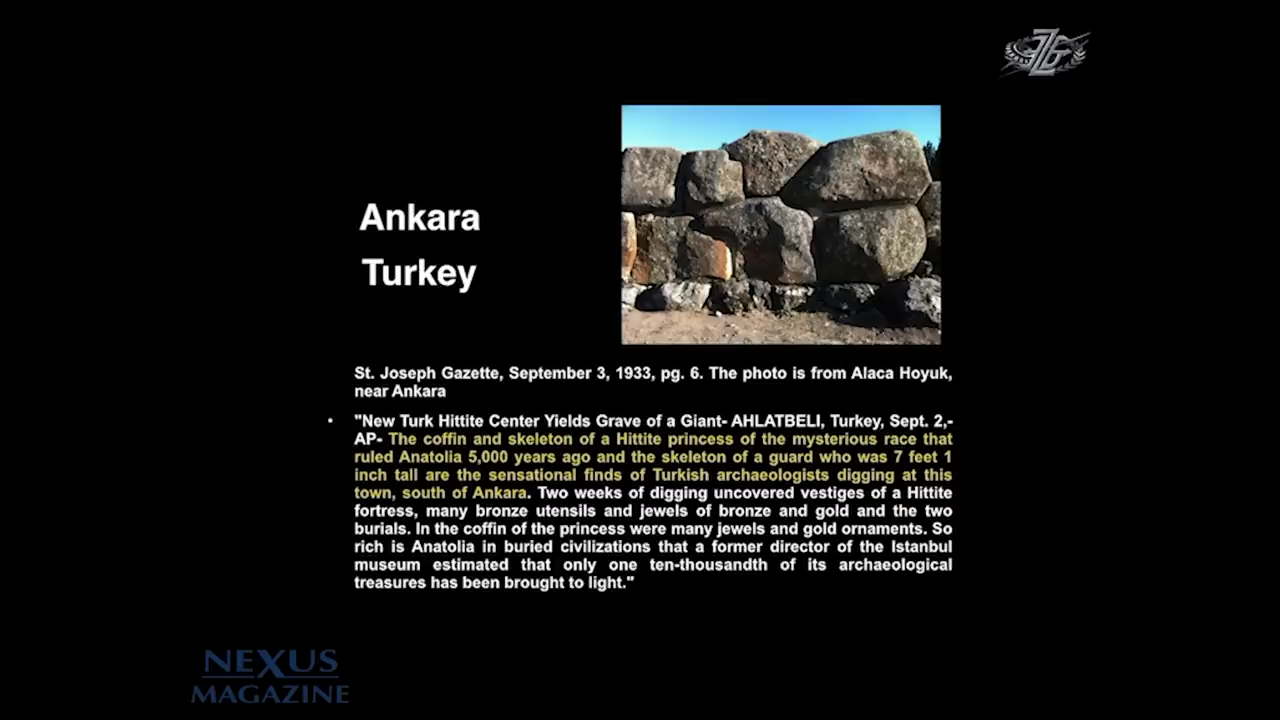 Ankara
Turkey
St. Joseph Gazette, September 3, 1933, pg. 6. The photo is from Alaca Hoyuk,
near Ankara
• "New Turk Hittite Center Yields Grave of a Giant- AHLATBELI, Turkey, Sept. 2,-
AP- The coffin and skeleton of a Hittite princess of the mysterious race that
ruled Anatolia 5,000 years ago and the skeleton of a guard who was 7 feet 1
inch tall are the sensational finds of Turkish archaeologists digging at this
town, south of Ankara. Two weeks of digging uncovered vestiges of a Hittite
fortress, many bronze utensils and jewels of bronze and gold and the two
burials. In the coffin of the princess were many jewels and gold ornaments. So
rich is Anatolia in buried civilizations that a former director of the Istanbul
museum estimated that only one ten-thousandth of its archaeological
treasures has been brought to light."
NEXUS
MAGAZINE